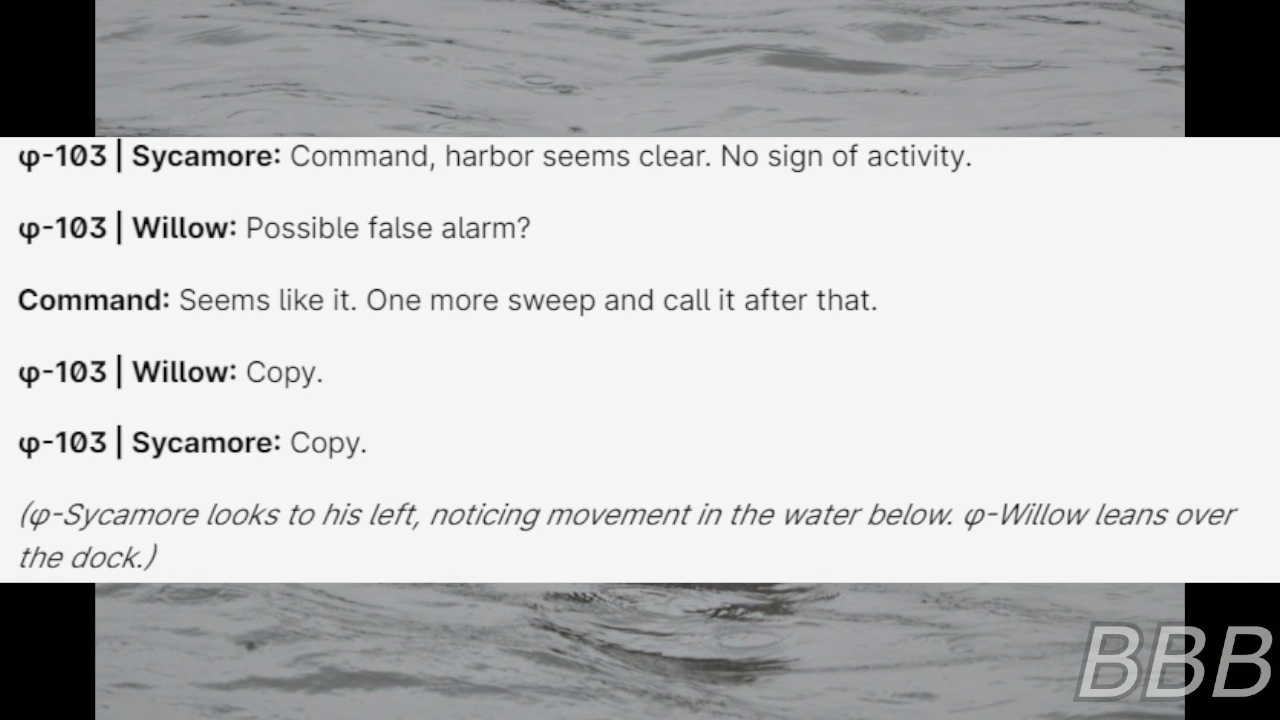 φ-103 | Sycamore: Command, harbor seems clear. No sign of activity.
φ-103 | Willow: Possible false alarm?
Command: Seems like it. One more sweep and call it after that.
φ-103 | Willow: Copy.
φ-103 | Sycamore: Copy.
(φ-Sycamore looks to his left, noticing movement in the water below. φ-Willow leans over
the dock.)
BBB